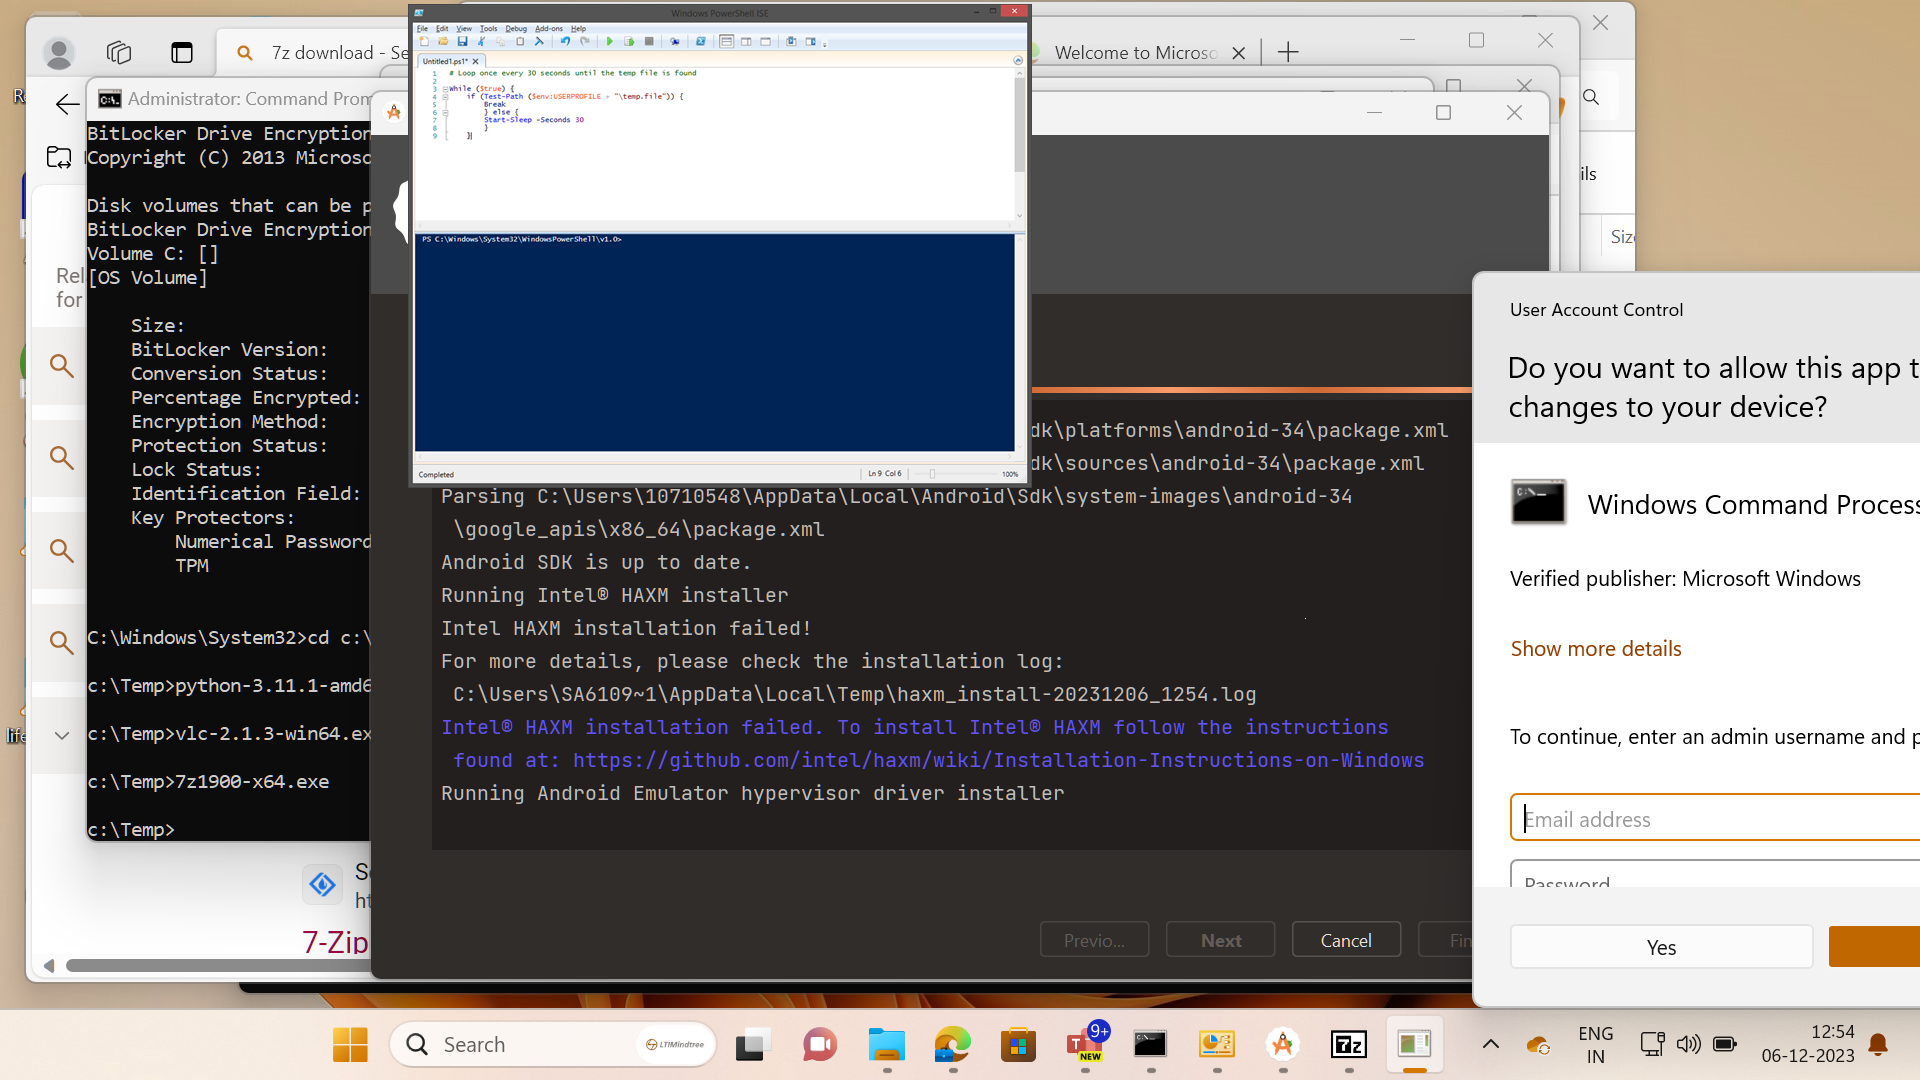 7z download - Se
Administrator: Command Prom
BitLocker Drive Encryption
Copyright (C) 2013 Microso
Disk volumes that can be p
BitLocker Drive Encryption
Volume C: []
[OS Volume]
Size:
BitLocker Version:
Conversion Status:
Percentage Encrypted:
Encryption Method:
Protection Status:
Lock Status:
Identification Field:
Key Protectors:
Numerical Password
TPM
C:\Windows\System32>cd c:\
c:\Temp>python-3.11.1-amd6
c:\Temp>vlc-2.1.3-win64.ex
c:\Temp>7z1900-x64.exe
c:\Temp>
Rel
for
life
7-Zip
Windows PowerShell ISE
File Edit View Tools Debug Add-ons Help
Untitled1.ps1* X
1 # Loop once every 30 seconds until the temp file is found
2
3 While ($true) {
4 if (Test-Path ($env:USERPROFILE + "\temp.file")) {
5 Break
6 } else {
7 Start-Sleep -Seconds 30
8 }
9 }
PS C:\Windows\System32\WindowsPowerShell\v1.0>
Completed
Ln 9 Col 6
100%
Welcome to Microso
ils
Size
dk\platforms\android-34\package.xml
dk\sources\android-34\package.xml
Parsing C:\Users\10710548\AppData\Local\Android\Sdk\system-images\android-34
\google_apis\x86_64\package.xml
Android SDK is up to date.
Running Intel® HAXM installer
Intel HAXM installation failed!
For more details, please check the installation log:
C:\Users\SA6109~1\AppData\Local\Temp\haxm_install-20231206_1254.log
Intel® HAXM installation failed. To install Intel® HAXM follow the instructions
found at: https://github.com/intel/haxm/wiki/Installation-Instructions-on-Windows
Running Android Emulator hypervisor driver installer
Previo...
Next
Cancel
Fin
User Account Control
Do you want to allow this app t
changes to your device?
Windows Command Process
Verified publisher: Microsoft Windows
Show more details
To continue, enter an admin username and p
Email address
Password
Yes
Search
LTIMindtree
9+
NEW
7z
ENG
IN
12:54
06-12-2023